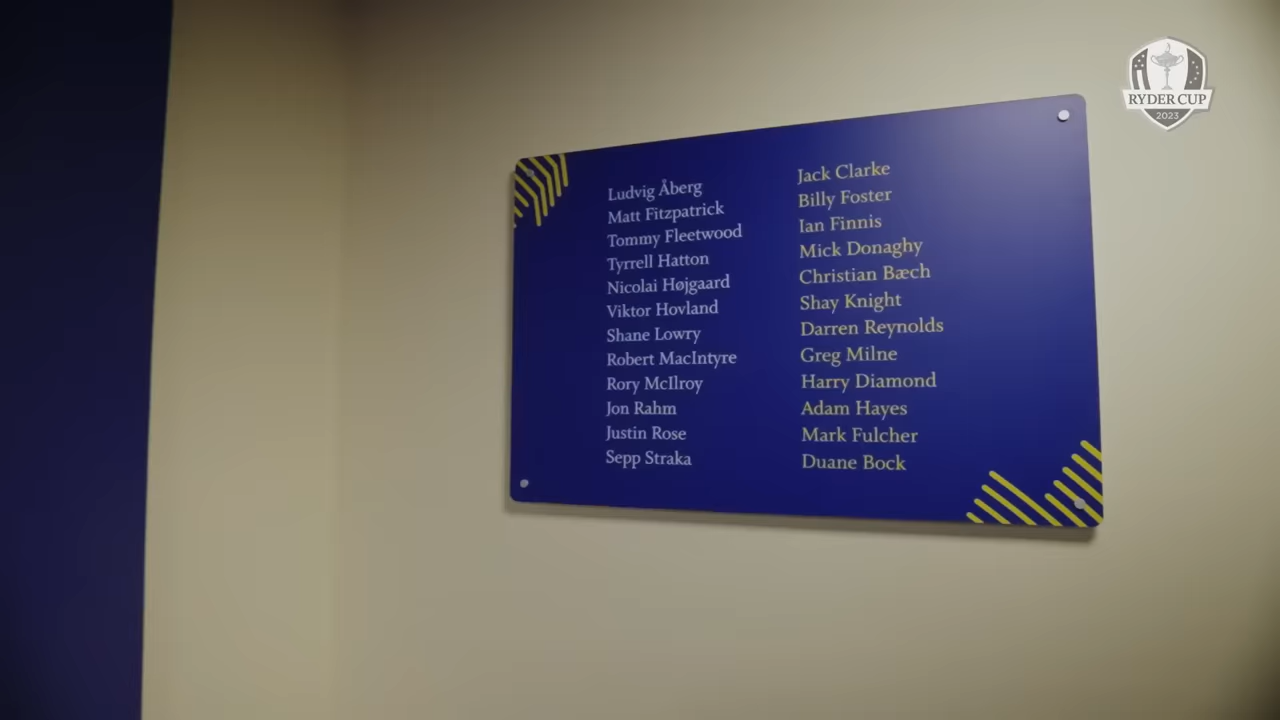 Ludvig Åberg
Matt Fitzpatrick
Tommy Fleetwood
Tyrrell Hatton
Nicolai Højgaard
Viktor Hovland
Shane Lowry
Robert MacIntyre
Rory McIlroy
Jon Rahm
Justin Rose
Sepp Straka
Jack Clarke
Billy Foster
Ian Finnis
Mick Donaghy
Christian Bæch
Shay Knight
Darren Reynolds
Greg Milne
Harry Diamond
Adam Hayes
Mark Fulcher
Duane Bock
RYDER CUP
2023